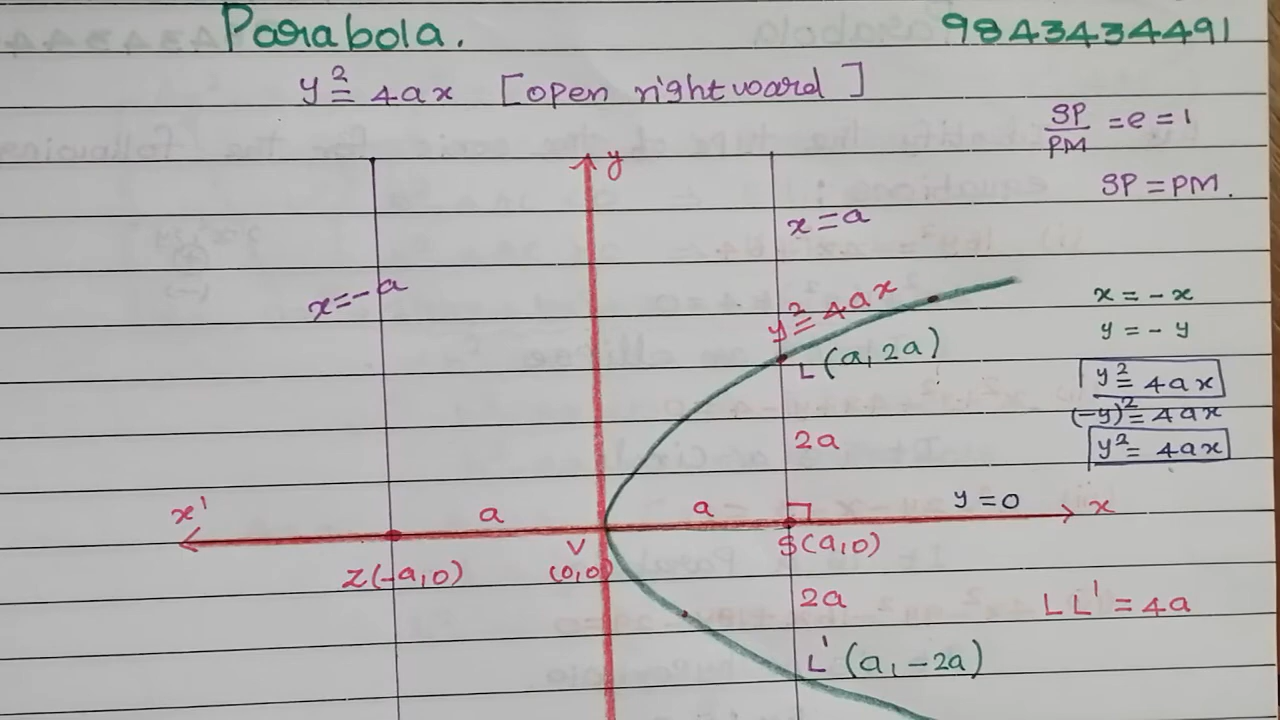 Parabola. 9843434491
y² = 4ax [open rightward]
SP/PM = e = 1
SP = PM.
y
x = a
x = -a
y² = 4ax
x = -x
y = -y
L (a, 2a)
y² = 4ax
(-y)² = 4ax
y² = 4ax
2a
x' a a y = 0 x
V S(a,0)
Z(-a,0) (0,0)
2a LL' = 4a
L' (a, -2a)